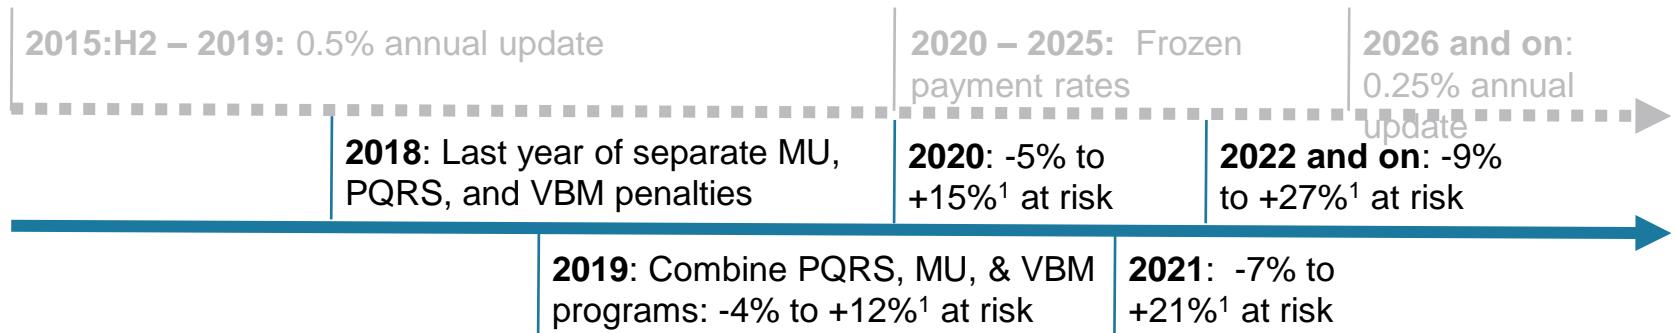 2015:H2 – 2019: 0.5% annual update
2020 – 2025: Frozen
payment rates
2026 and on:
0.25% annual
update
2018: Last year of separate MU,
PQRS, and VBM penalties
2020: -5% to
+15%¹ at risk
2022 and on: -9%
to +27%¹ at risk
2019: Combine PQRS, MU, & VBM
programs: -4% to +12%¹ at risk
2021: -7% to
+21%¹ at risk